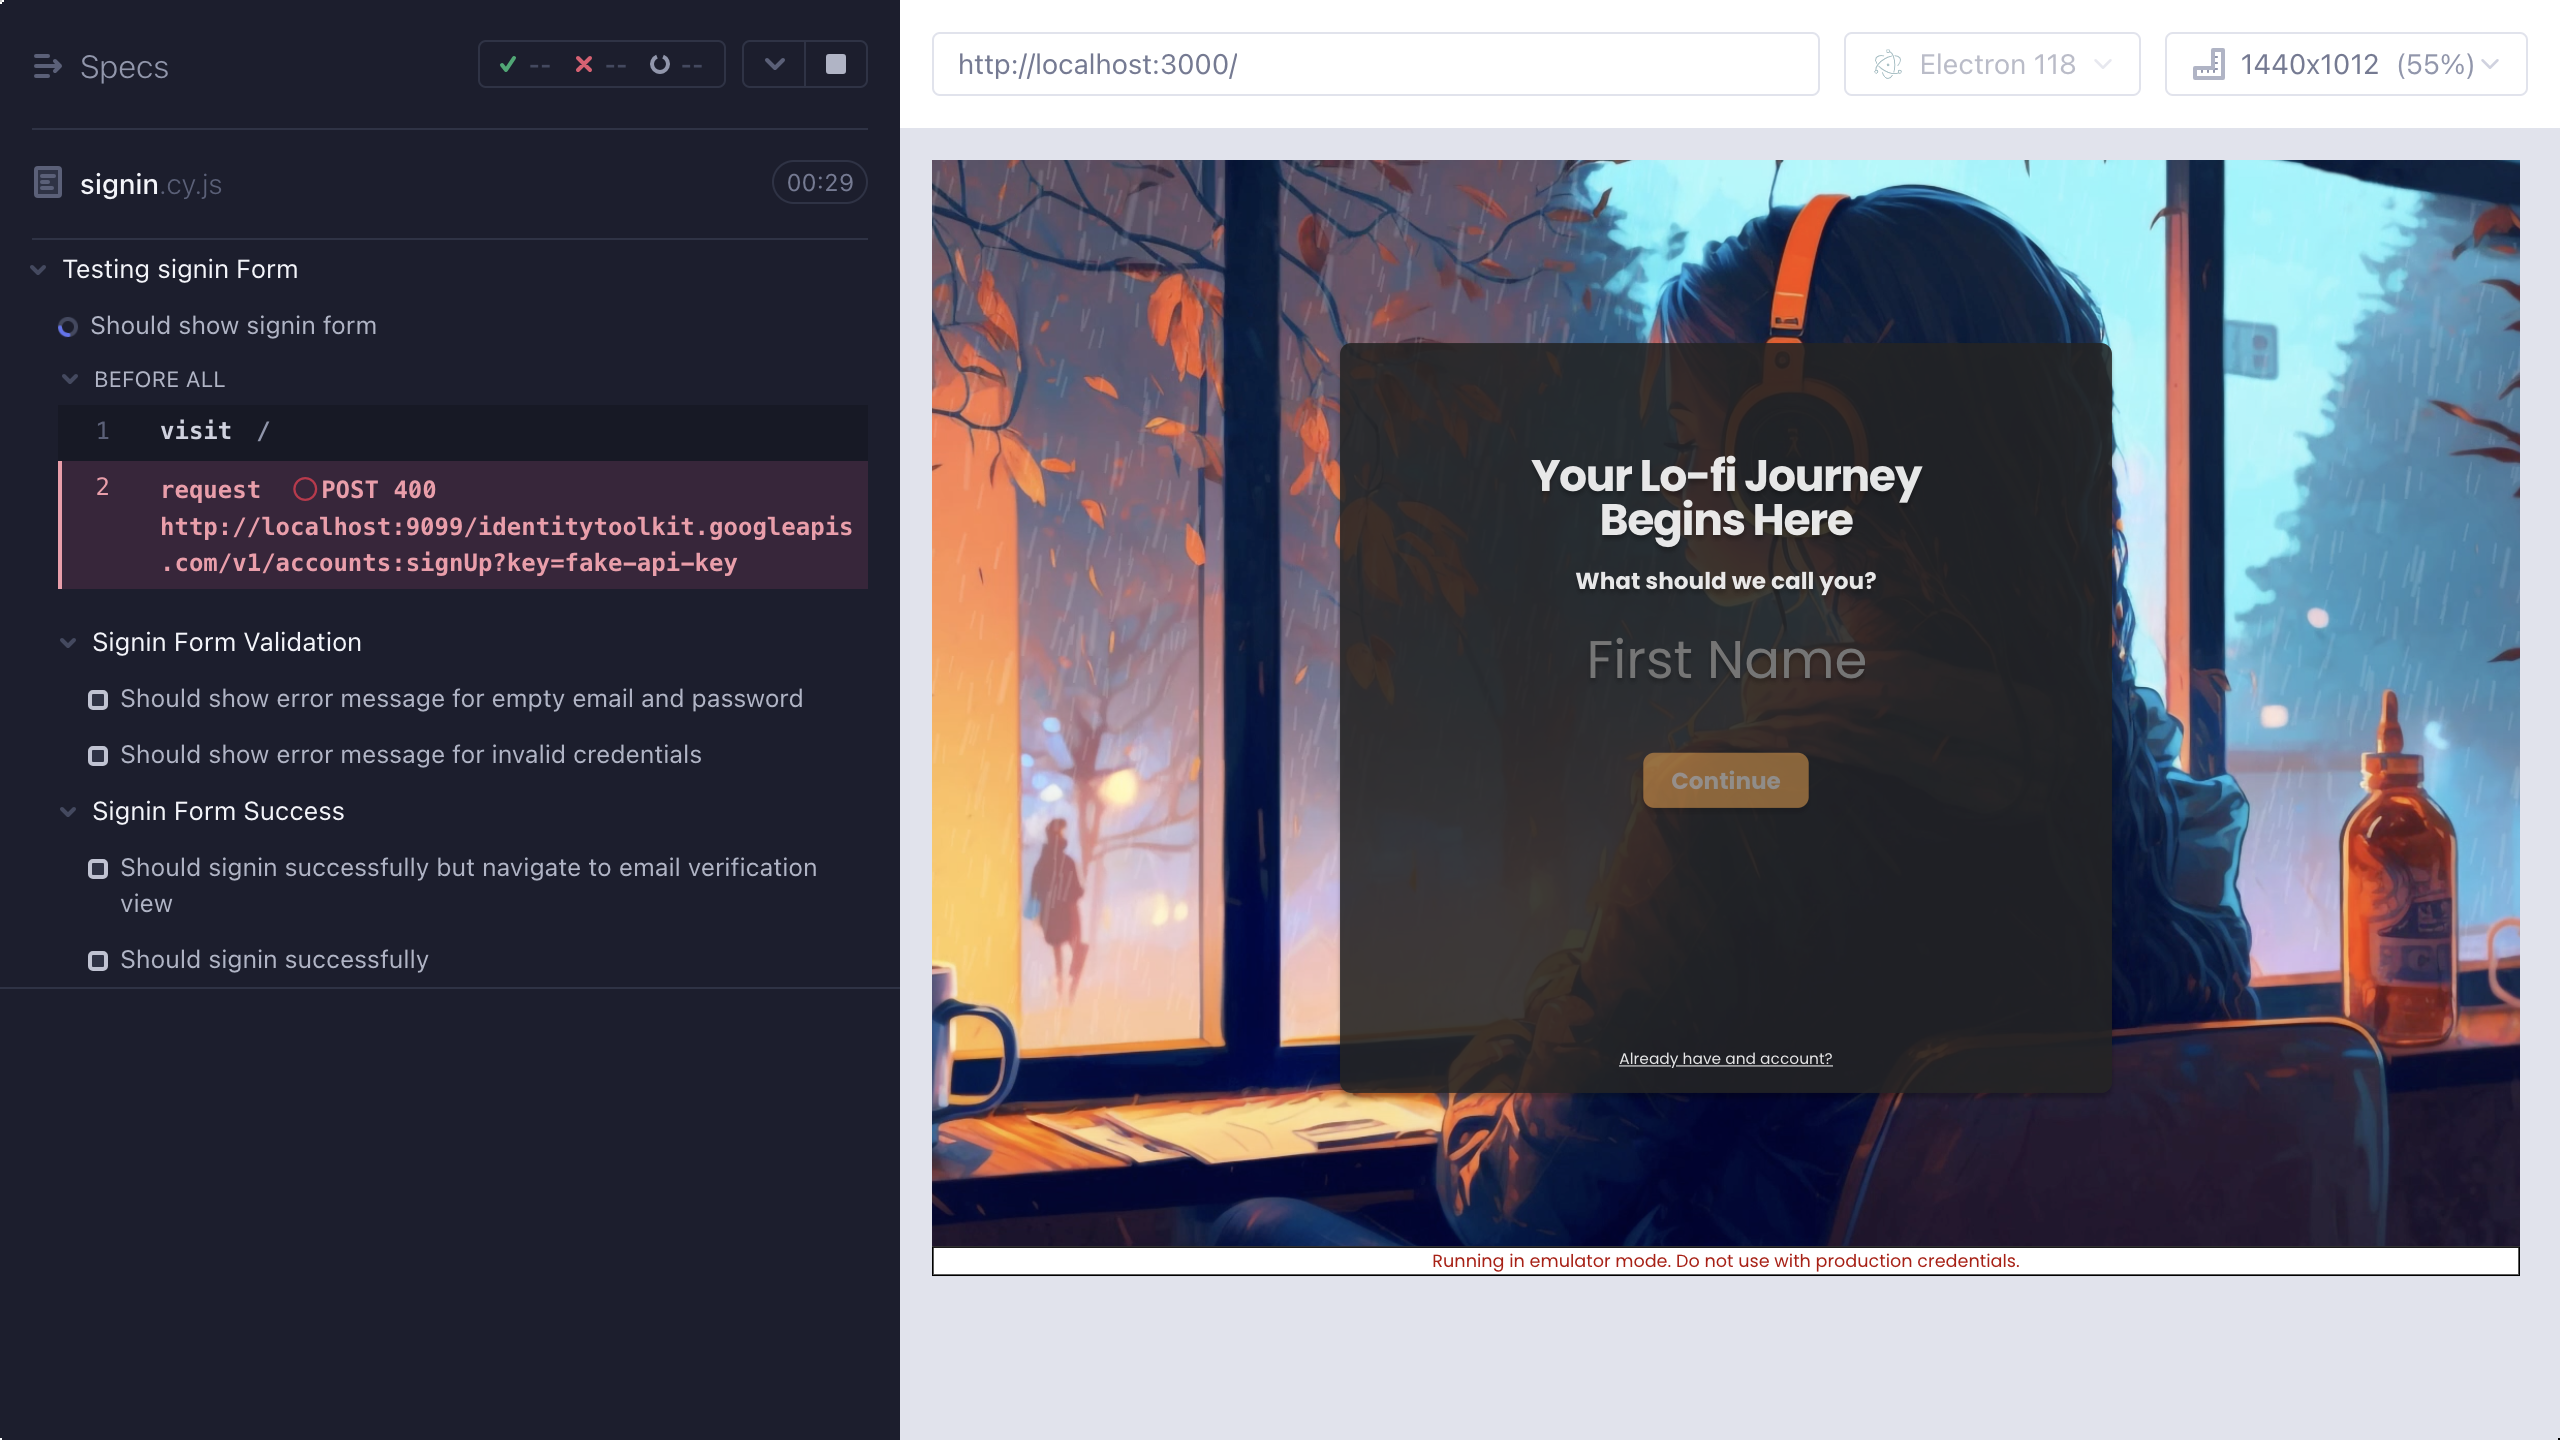 Specs
-- -- --
signin.cy.js
00:29
Testing signin Form
Should show signin form
BEFORE ALL
1 visit /
2 request POST 400
http://localhost:9099/identitytoolkit.googleapis
.com/v1/accounts:signUp?key=fake-api-key
Signin Form Validation
Should show error message for empty email and password
Should show error message for invalid credentials
Signin Form Success
Should signin successfully but navigate to email verification
view
Should signin successfully
http://localhost:3000/
Electron 118
1440x1012 (55%)
Your Lo-fi Journey
Begins Here
What should we call you?
First Name
Continue
Already have and account?
Running in emulator mode. Do not use with production credentials.